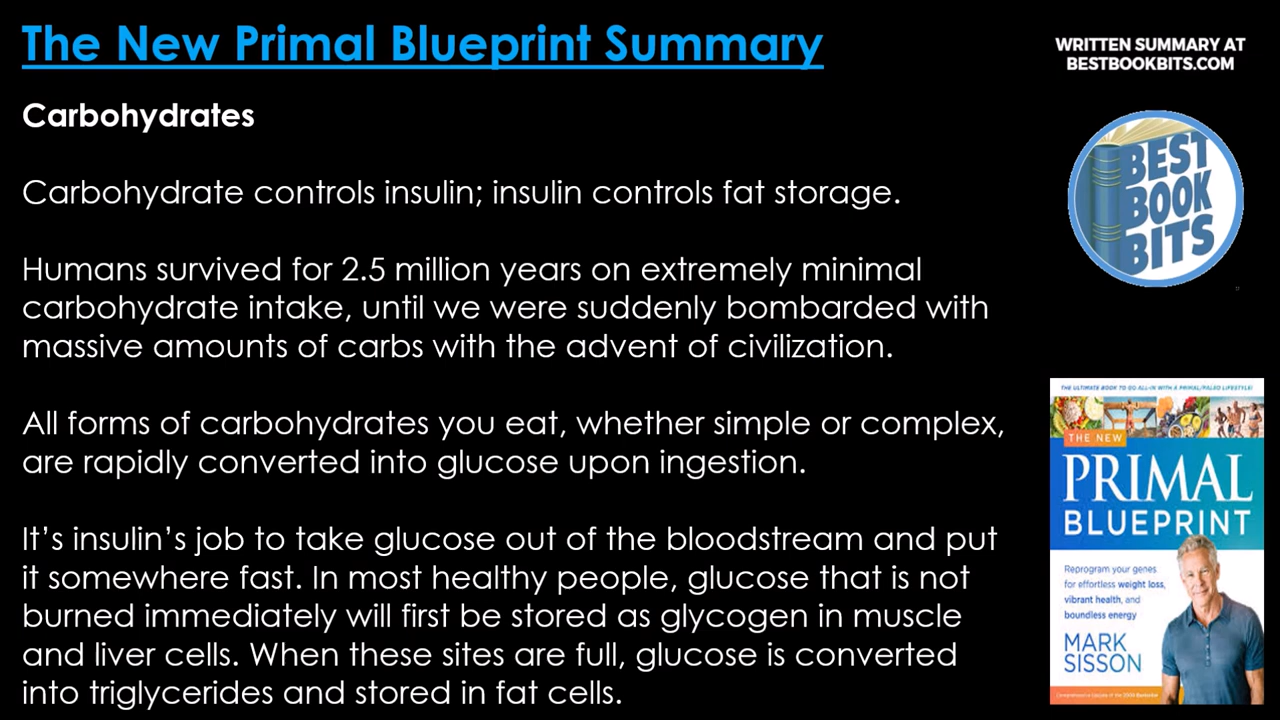 The New Primal Blueprint Summary
WRITTEN SUMMARY AT
BESTBOOKBITS.COM
Carbohydrates
Carbohydrate controls insulin; insulin controls fat storage.
Humans survived for 2.5 million years on extremely minimal
carbohydrate intake, until we were suddenly bombarded with
massive amounts of carbs with the advent of civilization.
All forms of carbohydrates you eat, whether simple or complex,
are rapidly converted into glucose upon ingestion.
It's insulin's job to take glucose out of the bloodstream and put
it somewhere fast. In most healthy people, glucose that is not
burned immediately will first be stored as glycogen in muscle
and liver cells. When these sites are full, glucose is converted
into triglycerides and stored in fat cells.
BEST
BOOK
BITS
THE ULTIMATE BOOK TO GO ALL-IN WITH A PRIMAL/PALEO LIFESTYLE!
THE NEW
PRIMAL
BLUEPRINT
Reprogram your genes
for effortless weight loss,
vibrant health, and
boundless energy
MARK
SISSON